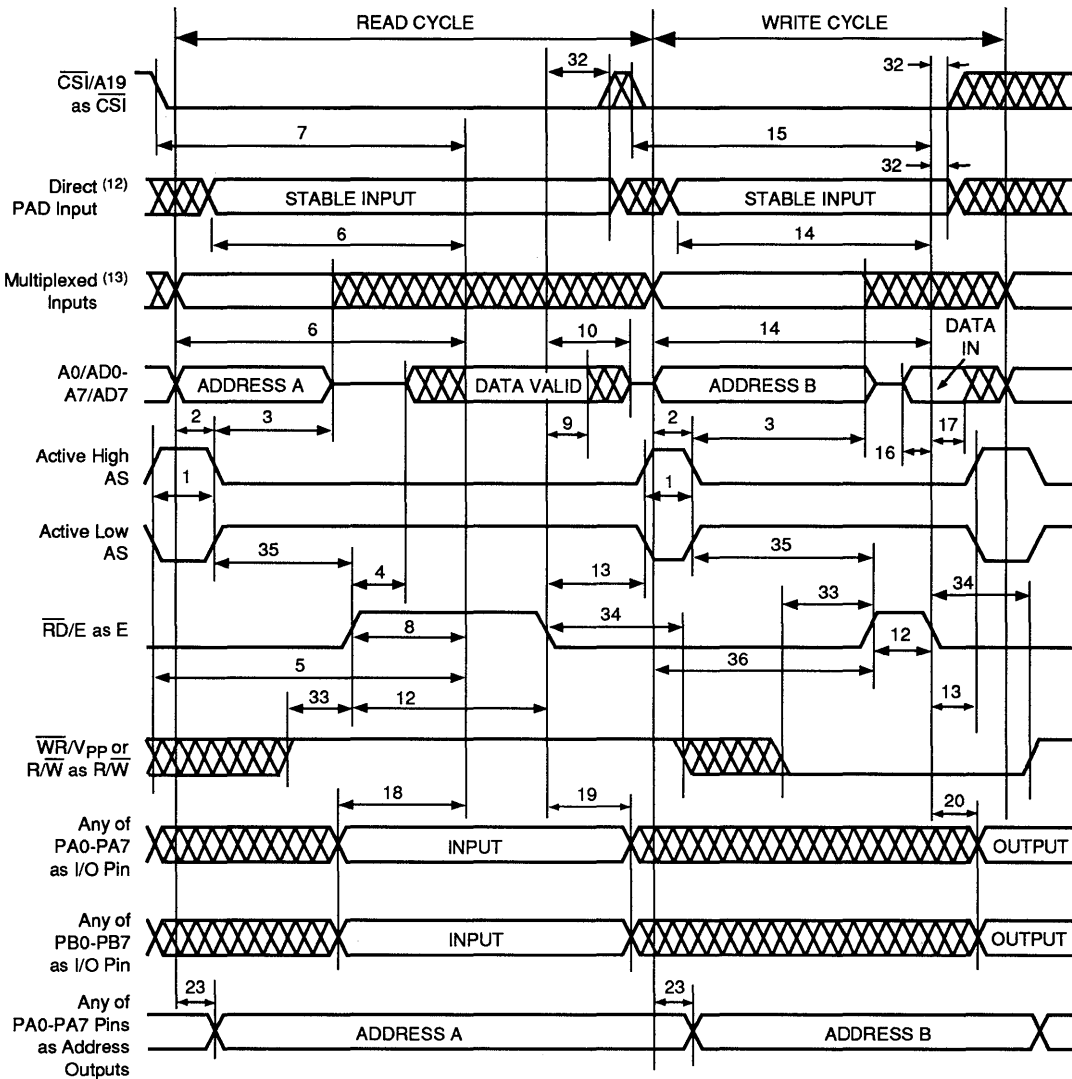 READ CYCLE
WRITE CYCLE
32
32
CSI/A19
as CSI
7
15
32
Direct (12)
PAD Input
STABLE INPUT
STABLE INPUT
6
14
Multiplexed (13)
Inputs
6
10
14
DATA
IN
A0/AD0-
A7/AD7
ADDRESS A
DATA VALID
ADDRESS B
2
3
9
2
3
16
17
Active High
AS
1
1
Active Low
AS
35
35
4
13
34
33
34
RD/E as E
8
12
36
5
13
33
12
WR/VPP or
R/W as R/W
18
19
20
Any of
PA0-PA7
as I/O Pin
INPUT
OUTPUT
Any of
PB0-PB7
as I/O Pin
INPUT
OUTPUT
23
23
Any of
PA0-PA7 Pins
as Address
Outputs
ADDRESS A
ADDRESS B